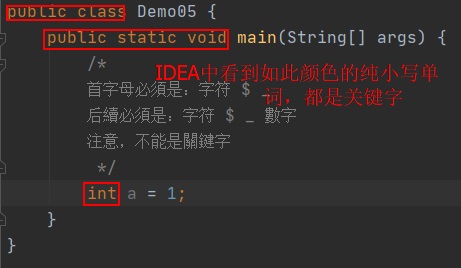 public class Demo05 {
public static void main(String[] args) {
/*
IDEA中看到如此颜色的纯小写单
词，都是关键字
首字母必須是：字符 $ _
后續必須是：字符 $ _ 數字
注意，不能是關鍵字
*/
int a = 1;
}
}